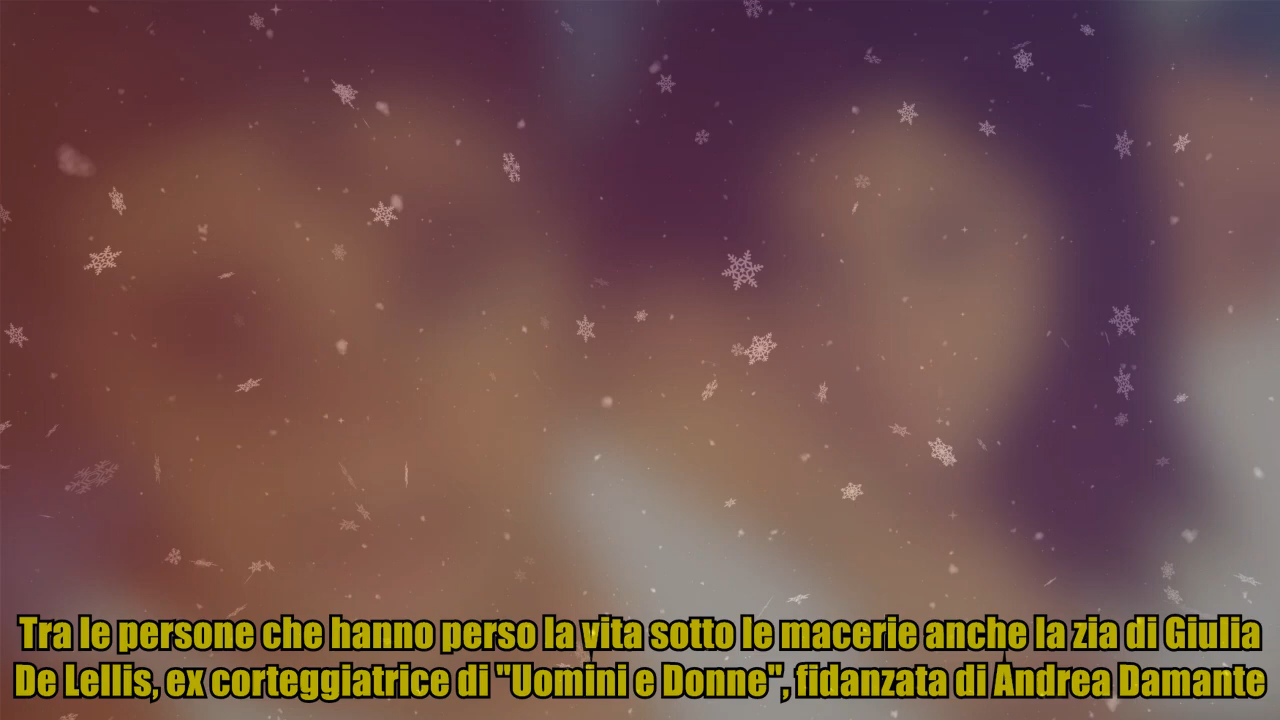 Tra le persone che hanno perso la vita sotto le macerie anche la zia di Giulia
De Lellis, ex corteggiatrice di "Uomini e Donne", fidanzata di Andrea Damante